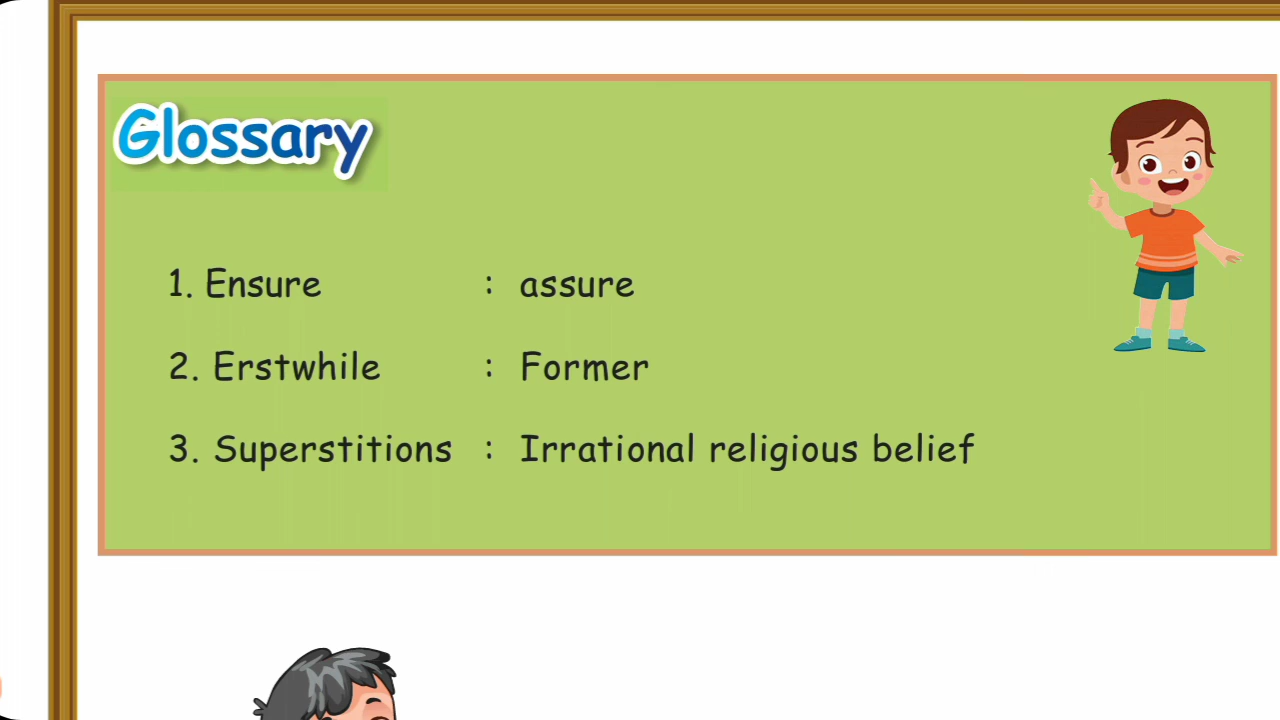 Glossary
1. Ensure : assure
2. Erstwhile : Former
3. Superstitions : Irrational religious belief